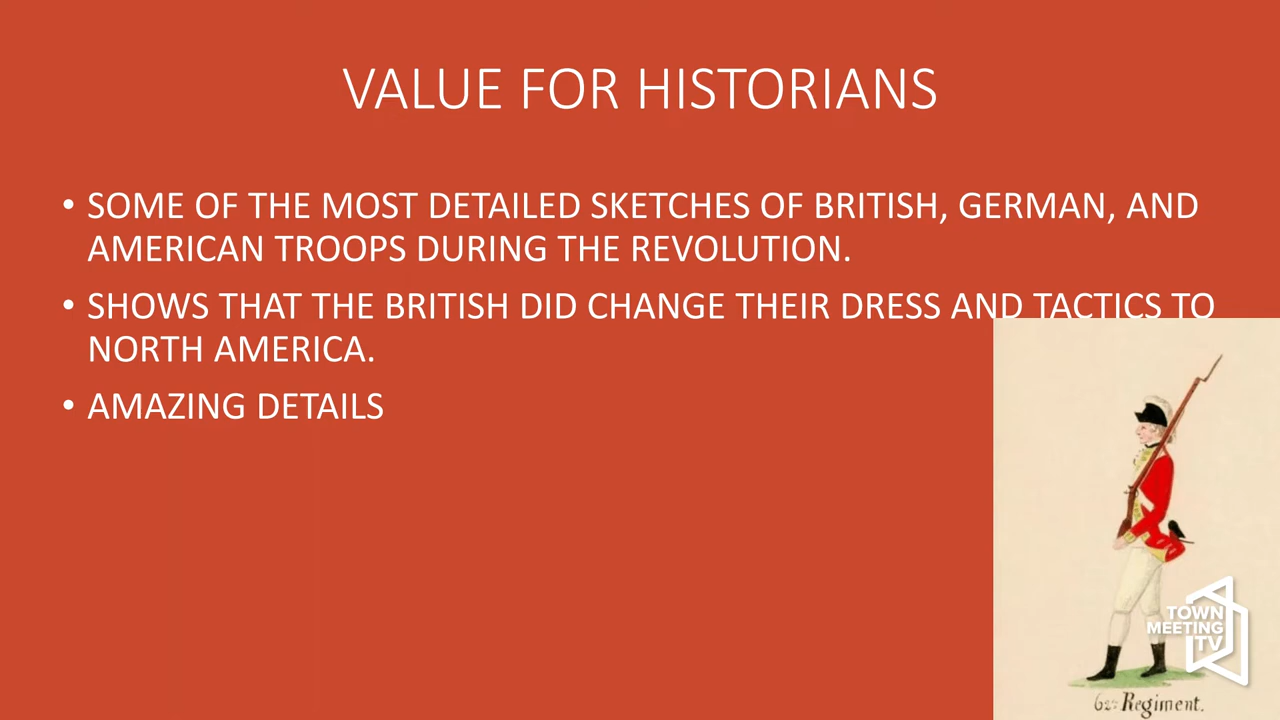 VALUE FOR HISTORIANS
• SOME OF THE MOST DETAILED SKETCHES OF BRITISH, GERMAN, AND
AMERICAN TROOPS DURING THE REVOLUTION.
• SHOWS THAT THE BRITISH DID CHANGE THEIR DRESS AND TACTICS TO
NORTH AMERICA.
• AMAZING DETAILS
TOWN
MEETING
TV
Regiment.